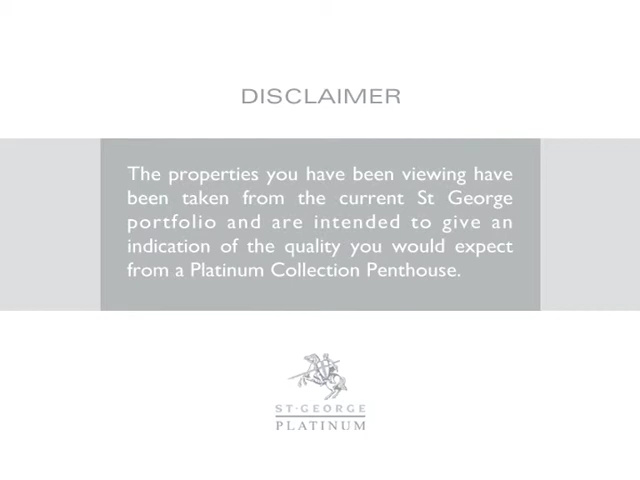 DISCLAIMER
The properties you have been viewing have
been taken from the current St George
portfolio and are intended to give an
indication of the quality you would expect
from a Platinum Collection Penthouse.
ST·GEORGE
PLATINUM